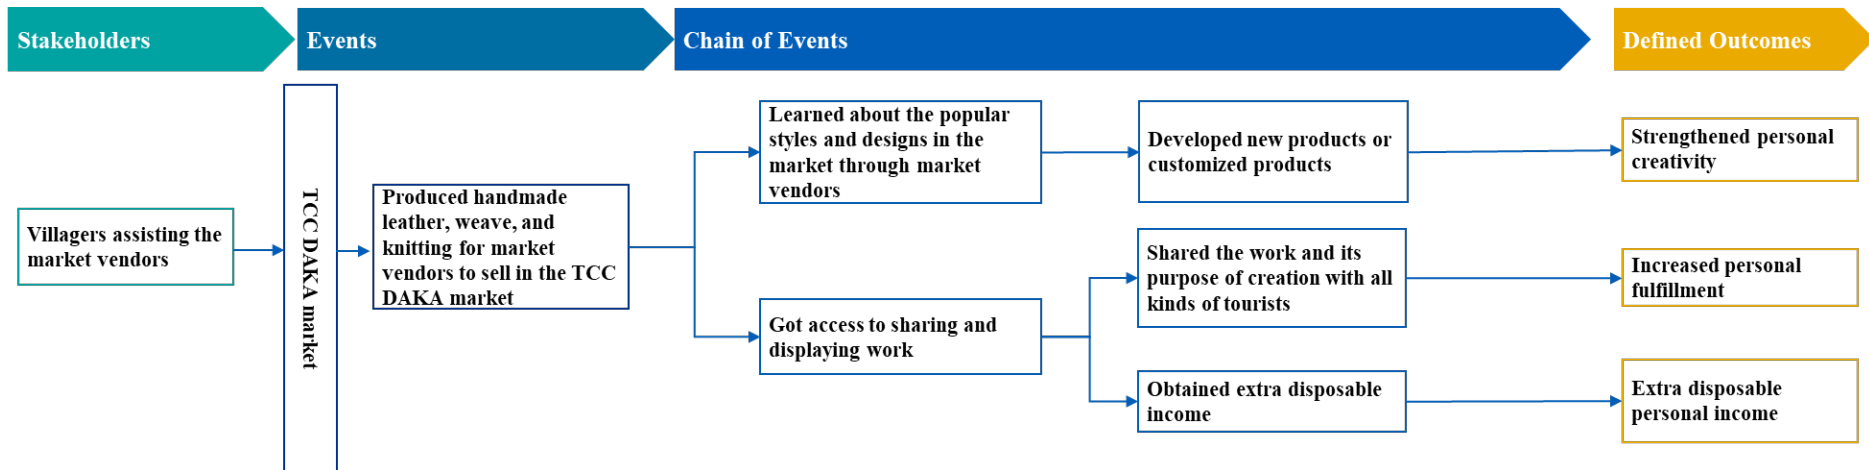 Stakeholders
Events
Chain of Events
Defined Outcomes
Villagers assisting the
market vendors
TCC DAKA market
Produced handmade
leather, weave, and
knitting for market
vendors to sell in the TCC
DAKA market
Learned about the popular
styles and designs in the
market through market
vendors
Developed new products or
customized products
Strengthened personal
creativity
Got access to sharing and
displaying work
Shared the work and its
purpose of creation with all
kinds of tourists
Increased personal
fulfillment
Obtained extra disposable
income
Extra disposable
personal income